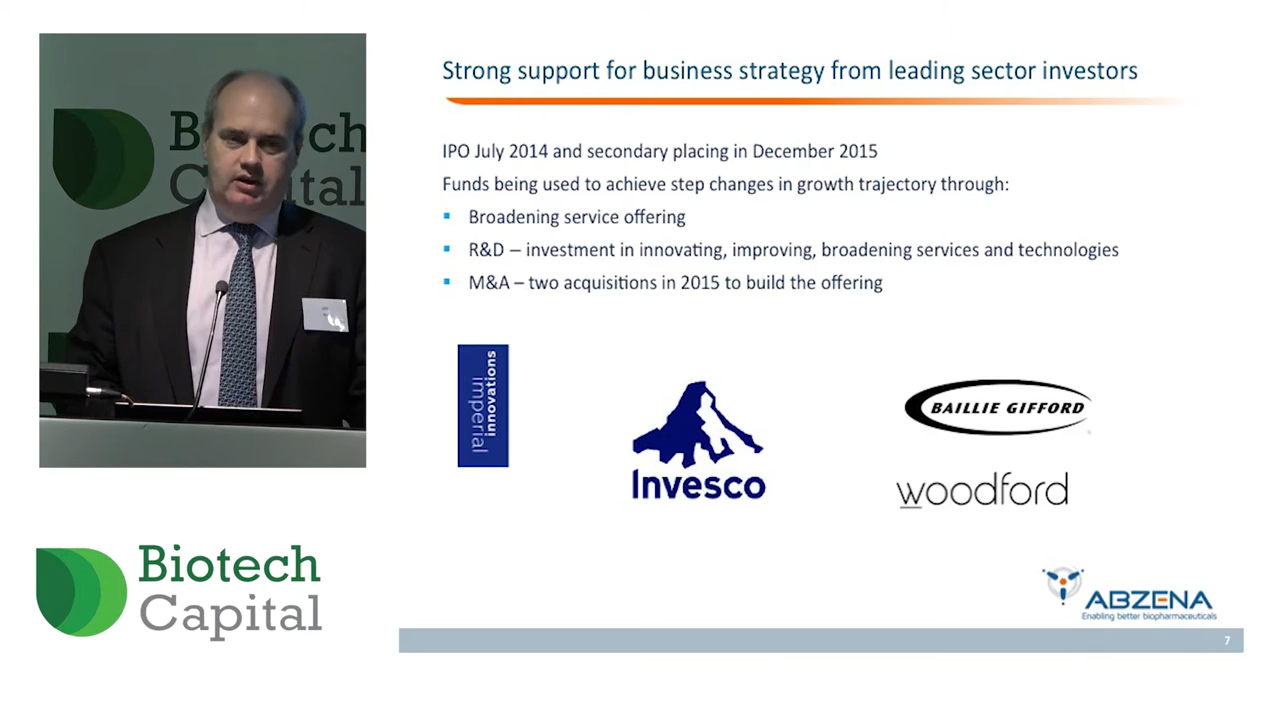 Biotech
Capital
Strong support for business strategy from leading sector investors
IPO July 2014 and secondary placing in December 2015
Funds being used to achieve step changes in growth trajectory through:
Broadening service offering
R&D – investment in innovating, improving, broadening services and technologies
M&A – two acquisitions in 2015 to build the offering
imperial
innovations
Invesco
BAILLIE GIFFORD
woodford
Biotech
Capital
ABZENA
Enabling better biopharmaceuticals
7